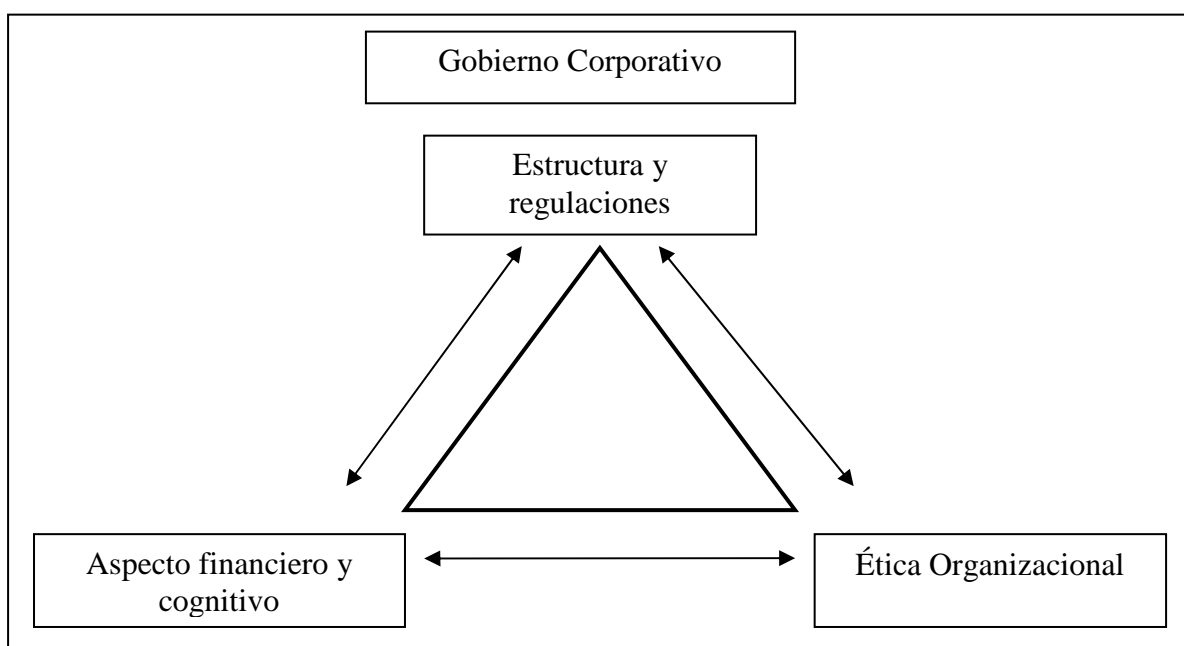 Gobierno Corporativo
Estructura y
regulaciones
Aspecto financiero y
cognitivo
Ética Organizacional